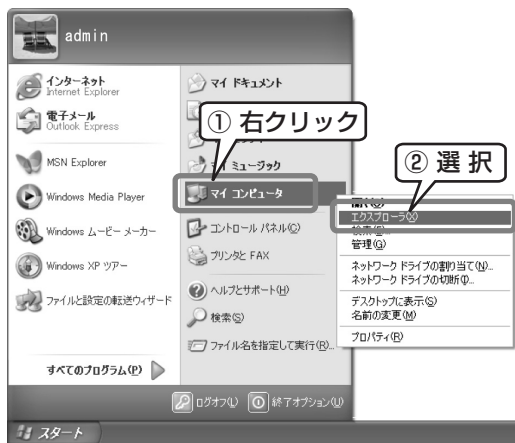 admin
インターネット
Internet Explorer
電子メール
Outlook Express
MSN Explorer
Windows Media Player
Windows ムービー メーカー
Windows XP ツアー
ファイルと設定の転送ウィザード
すべてのプログラム(P)
マイ ドキュメント
① 右クリック
マイ ミュージック
マイ コンピュータ
コントロール パネル(C)
プリンタと FAX
ヘルプとサポート(H)
検索(S)
ファイル名を指定して実行(R)...
② 選 択
エクスプローラ(X)
管理(G)
ネットワーク ドライブの割り当て(N)...
ネットワーク ドライブの切断(I)...
デスクトップに表示(S)
名前の変更(M)
プロパティ(R)
ログオフ(L)
終了オプション(U)
スタート